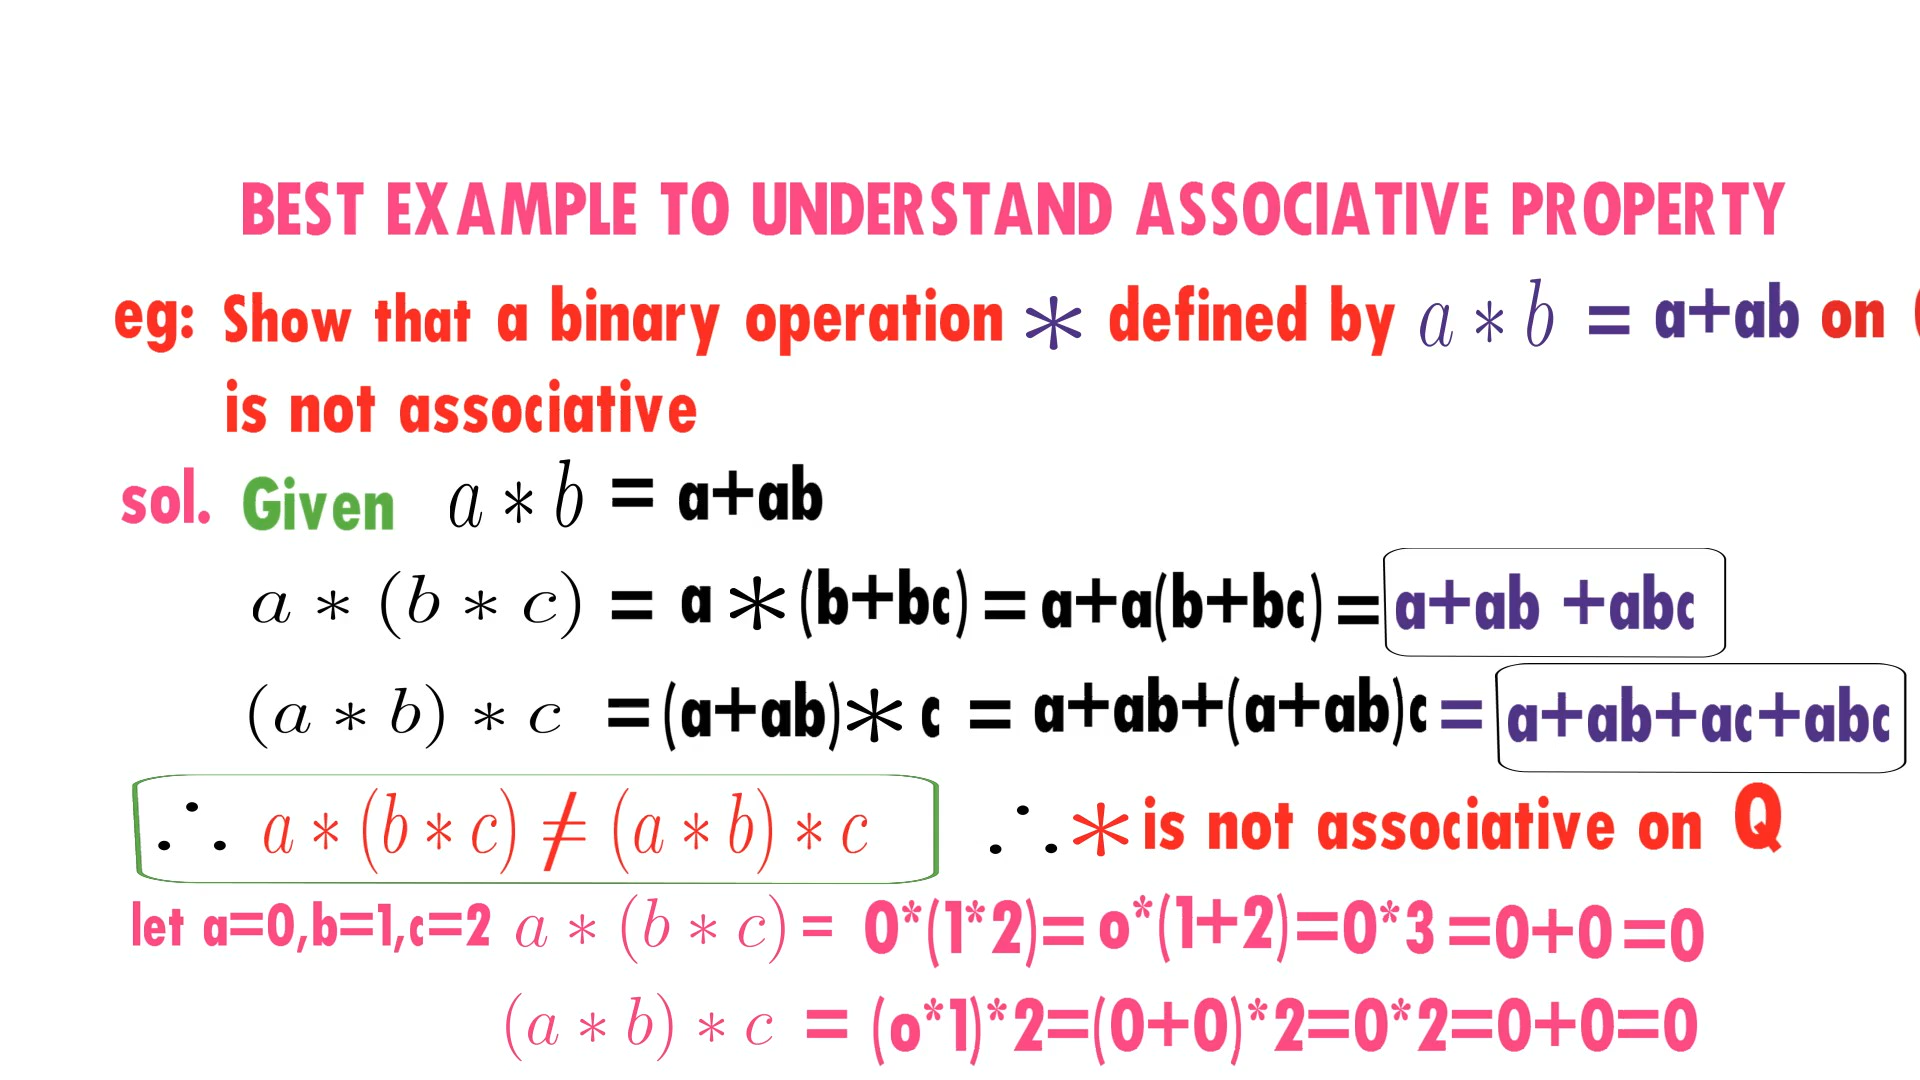 BEST EXAMPLE TO UNDERSTAND ASSOCIATIVE PROPERTY
eg: Show that a binary operation * defined by a * b = a+ab on
is not associative
sol. Given a * b = a+ab
a * (b * c) = a * (b+bc) = a+a(b+bc) = a+ab +abc
(a * b) * c = (a+ab) * c = a+ab+(a+ab)c = a+ab+ac+abc
∴ a * (b * c) ≠ (a * b) * c ∴ * is not associative on Q
let a=0,b=1,c=2 a * (b * c) = 0*(1*2)= o*(1+2)=0*3 =0+0 =0
(a * b) * c = (o*1)*2=(0+0)*2=0*2=0+0=0